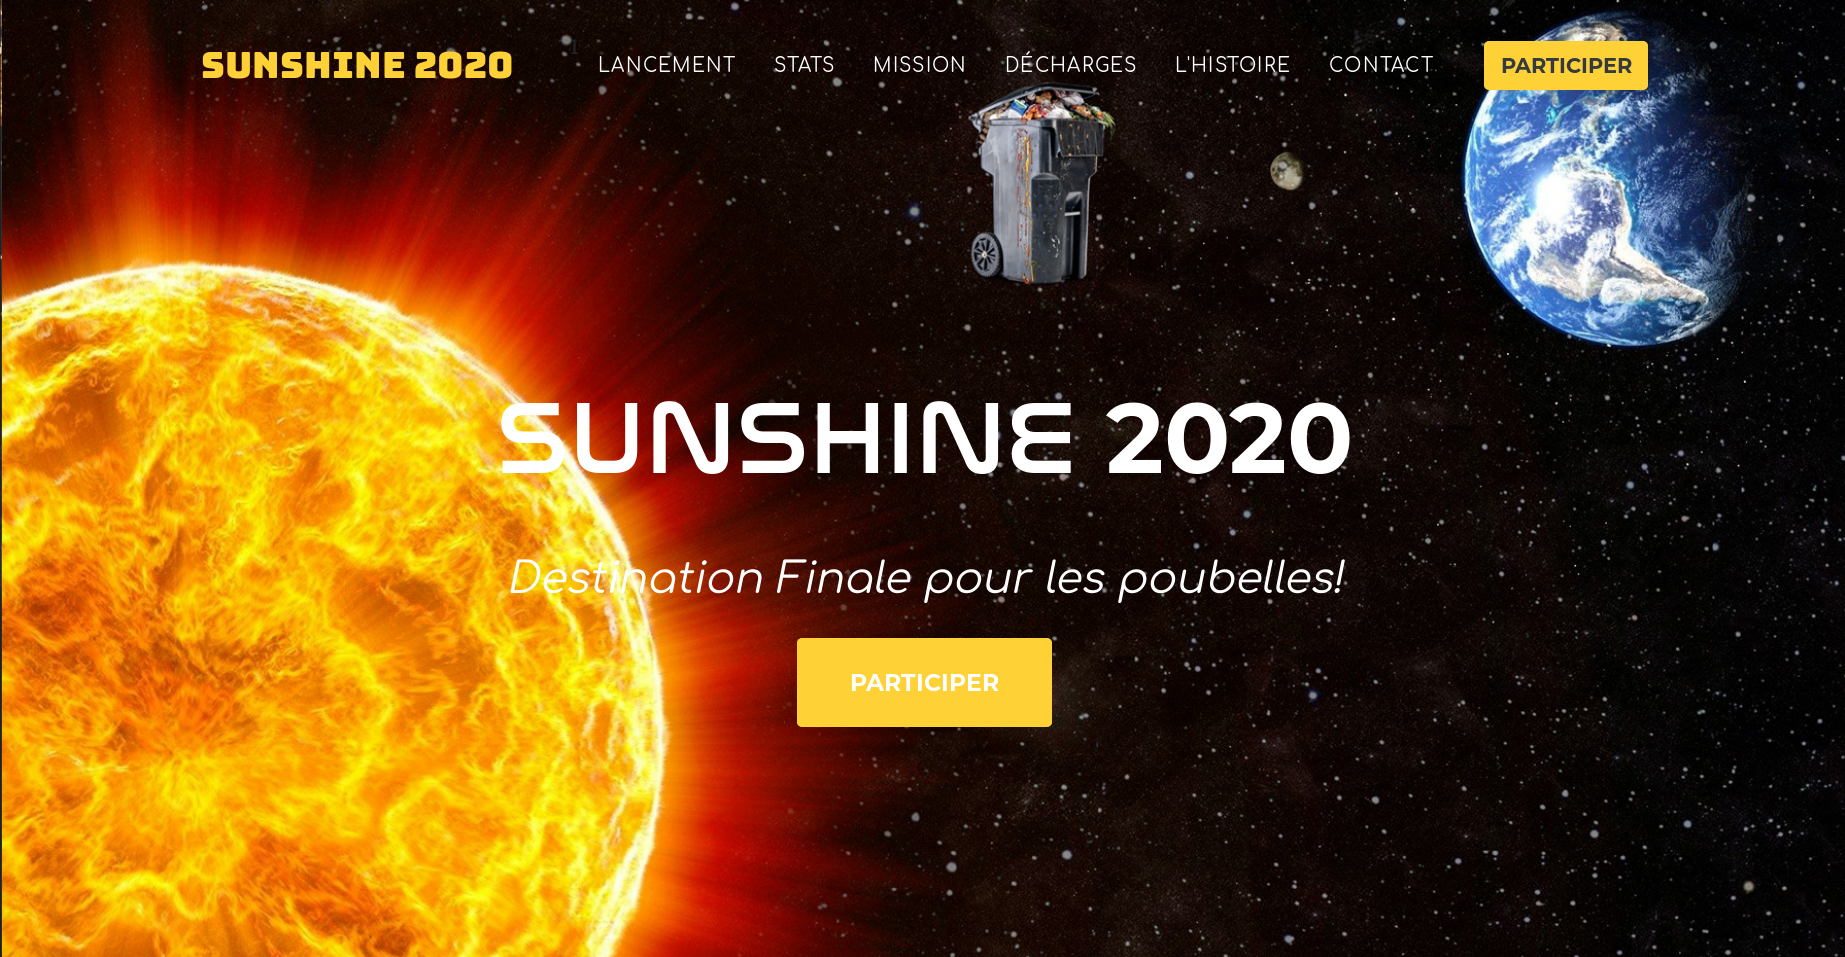 SUNSHINE 2020
LANCEMENT
STATS
MISSION
DÉCHARGES
L'HISTOIRE
CONTACT
PARTICIPER
SUNSHINE 2020
Destination Finale pour les poubelles!
PARTICIPER